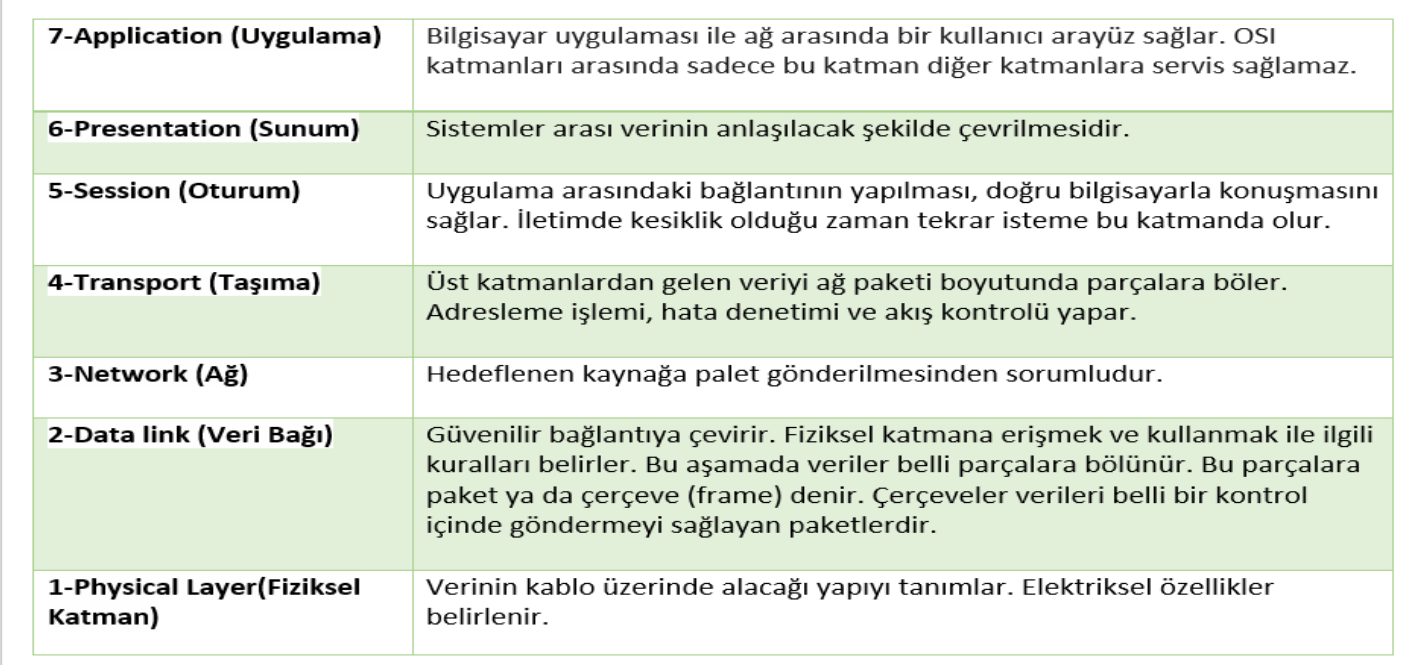 7-Application (Uygulama)
Bilgisayar uygulaması ile ağ arasında bir kullanıcı arayüz sağlar. OSI
katmanları arasında sadece bu katman diğer katmanlara servis sağlamaz.
6-Presentation (Sunum)
Sistemler arası verinin anlaşılacak şekilde çevrilmesidir.
5-Session (Oturum)
Uygulama arasındaki bağlantının yapılması, doğru bilgisayarla konuşmasını
sağlar. İletimde kesiklik olduğu zaman tekrar isteme bu katmanda olur.
4-Transport (Taşıma)
Üst katmanlardan gelen veriyi ağ paketi boyutunda parçalara böler.
Adresleme işlemi, hata denetimi ve akış kontrolü yapar.
3-Network (Ağ)
Hedeflenen kaynağa palet gönderilmesinden sorumludur.
2-Data link (Veri Bağı)
Güvenilir bağlantıya çevirir. Fiziksel katmana erişmek ve kullanmak ile ilgili
kuralları belirler. Bu aşamada veriler belli parçalara bölünür. Bu parçalara
paket ya da çerçeve (frame) denir. Çerçeveler verileri belli bir kontrol
içinde göndermeyi sağlayan paketlerdir.
1-Physical Layer(Fiziksel
Katman)
Verinin kablo üzerinde alacağı yapıyı tanımlar. Elektriksel özellikler
belirlenir.